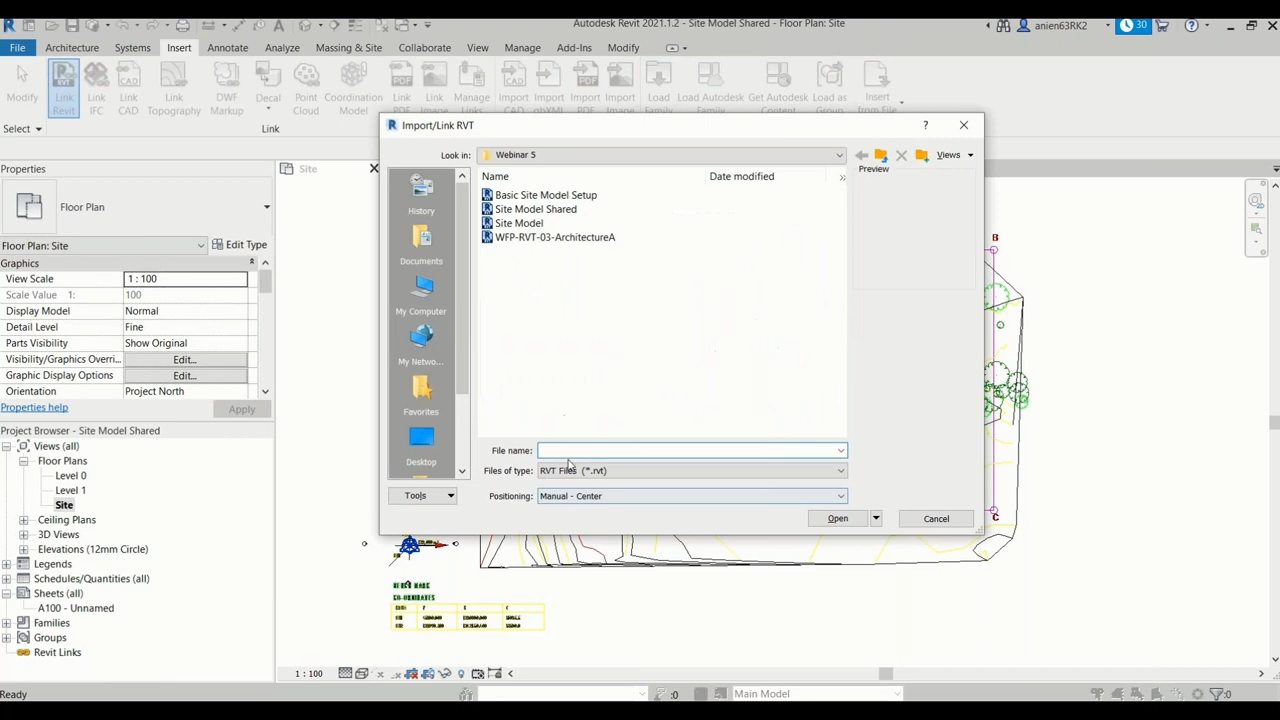 Autodesk Revit 2021.1.2 - Site Model Shared - Floor Plan: Site
anien63RK2
30
File Architecture Systems Insert Annotate Analyze Massing & Site Collaborate View Manage Add-Ins Modify
Modify
Link Revit
Link IFC
Link CAD
Link Topography
DWF Markup
Decal
Point Cloud
Coordination Model
Link PDF
Link Image
Manage Links
Import CAD
Import gbXML
Import PDF
Import Image
Load Family
Load Autodesk Family
Get Autodesk Content
Load as Group
Insert from File
Select
Link
Import/Link RVT
Look in: Webinar 5
Views
Name Date modified
Preview
Basic Site Model Setup
Site Model Shared
Site Model
WFP-RVT-03-ArchitectureA
History
Documents
My Computer
My Netwo...
Favorites
Desktop
File name:
Files of type: RVT Files (*.rvt)
Tools
Positioning: Manual - Center
Open
Cancel
Properties
Site
Floor Plan
Floor Plan: Site
Edit Type
Graphics
View Scale 1 : 100
Scale Value 1: 100
Display Model Normal
Detail Level Fine
Parts Visibility Show Original
Visibility/Graphics Overri... Edit...
Graphic Display Options Edit...
Orientation Project North
Properties help
Apply
Project Browser - Site Model Shared
Views (all)
Floor Plans
Level 0
Level 1
Site
Ceiling Plans
3D Views
Elevations (12mm Circle)
Legends
Schedules/Quantities (all)
Sheets (all)
A100 - Unnamed
Families
Groups
Revit Links
B
C
1 : 100
Ready
:0
Main Model
:0